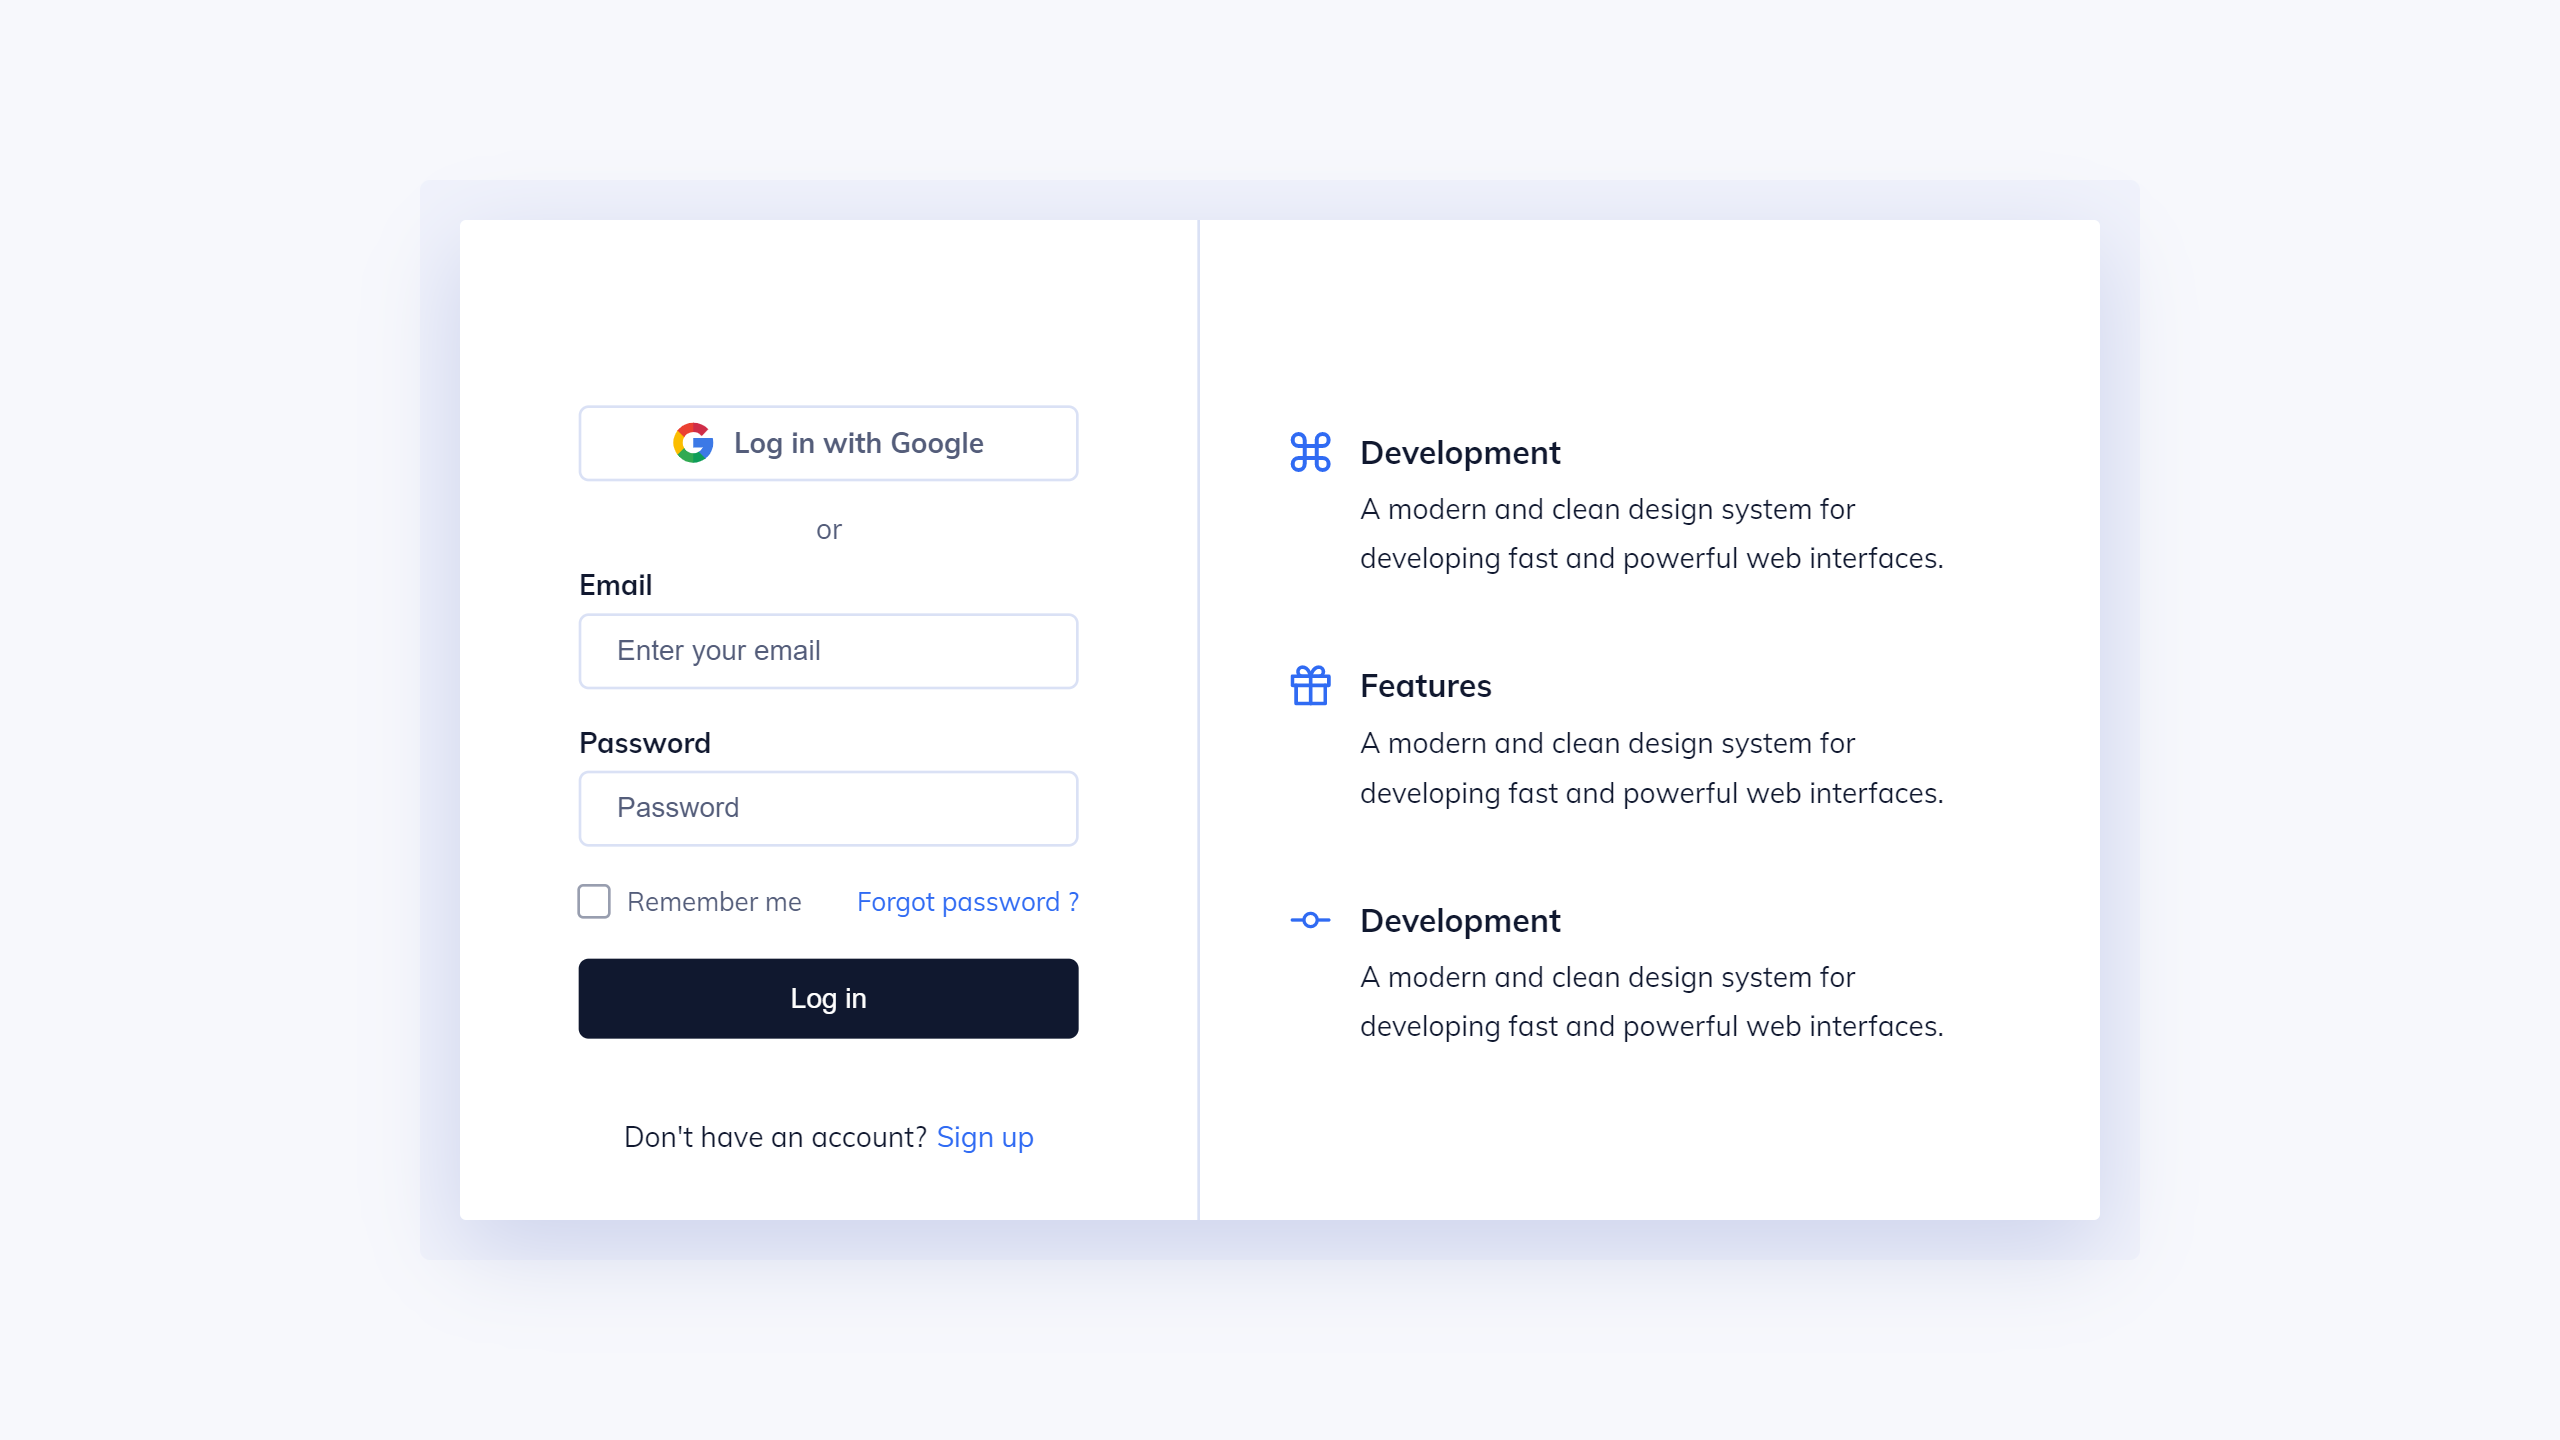 Log in with Google
or
Email
Enter your email
Password
Password
Remember me
Forgot password ?
Log in
Don't have an account? Sign up
Development
A modern and clean design system for
developing fast and powerful web interfaces.
Features
A modern and clean design system for
developing fast and powerful web interfaces.
Development
A modern and clean design system for
developing fast and powerful web interfaces.